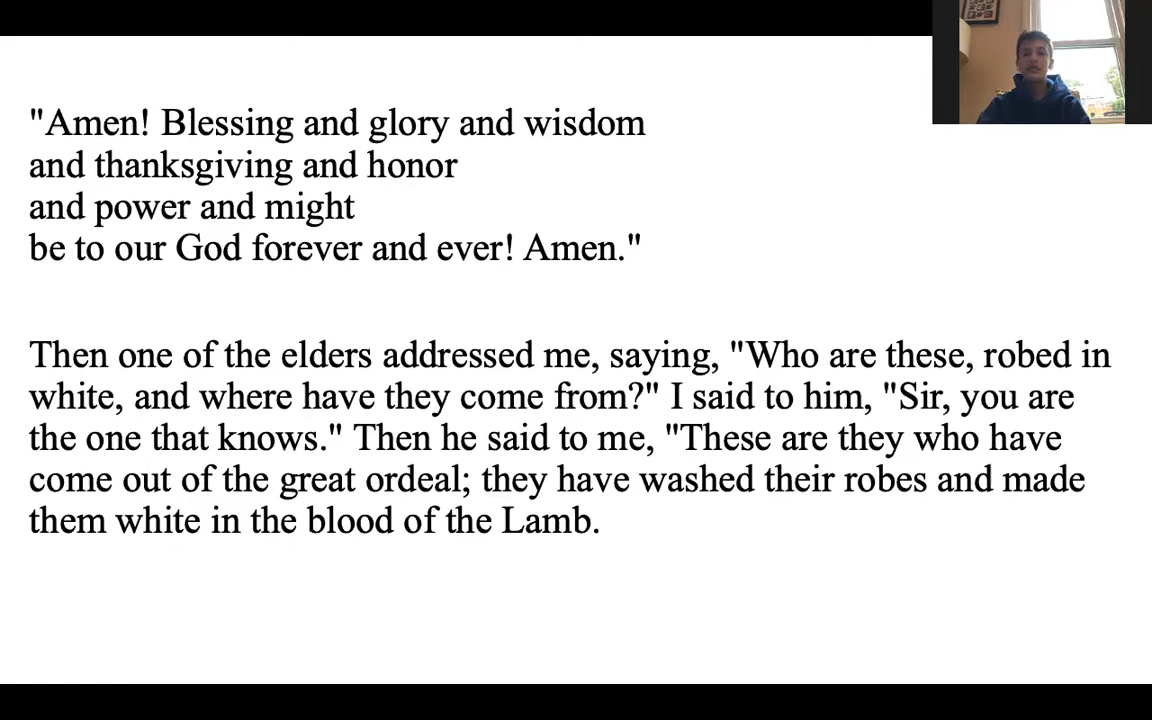 "Amen! Blessing and glory and wisdom
and thanksgiving and honor
and power and might
be to our God forever and ever! Amen."
Then one of the elders addressed me, saying, "Who are these, robed in
white, and where have they come from?" I said to him, "Sir, you are
the one that knows." Then he said to me, "These are they who have
come out of the great ordeal; they have washed their robes and made
them white in the blood of the Lamb.